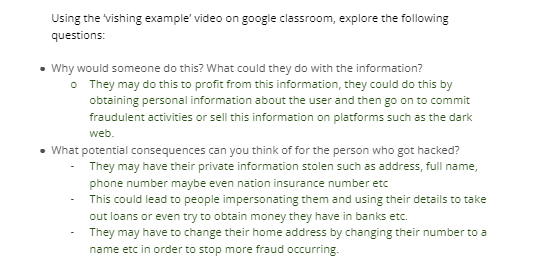 Using the 'vishing example' video on google classroom, explore the following
questions:
• Why would someone do this? What could they do with the information?
o They may do this to profit from this information, they could do this by
obtaining personal information about the user and then go on to commit
fraudulent activities or sell this information on platforms such as the dark
web.
• What potential consequences can you think of for the person who got hacked?
- They may have their private information stolen such as address, full name,
phone number maybe even nation insurance number etc
- This could lead to people impersonating them and using their details to take
out loans or even try to obtain money they have in banks etc.
- They may have to change their home address by changing their number to a
name etc in order to stop more fraud occurring.